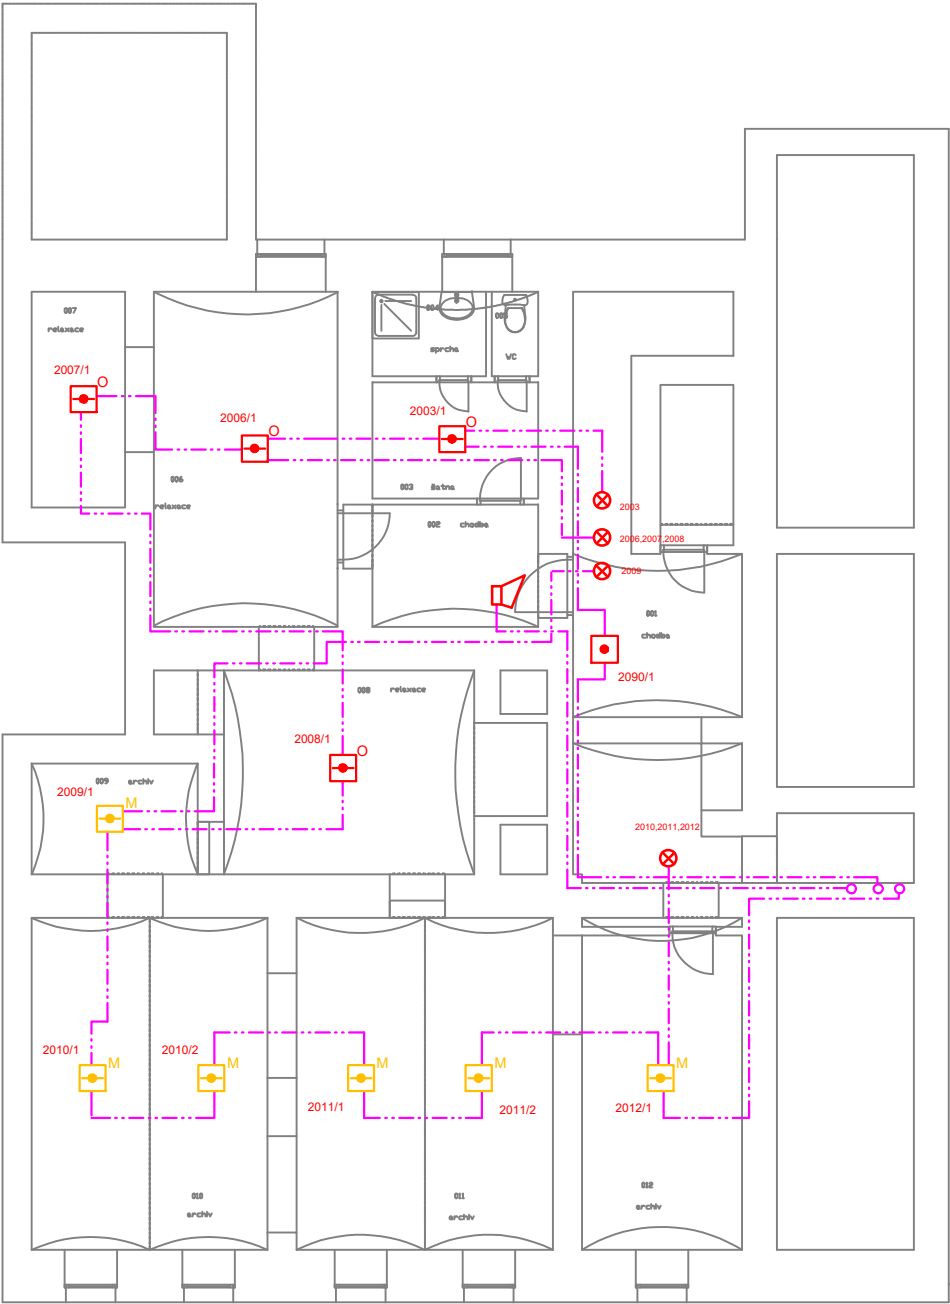 007
relaxace
2007/1
O
2006/1
O
2003/1
O
004
sprcha
005
WC
006
relaxace
003 šatna
002 chodba
2003
2006,2007,2008
2009
001
chodba
2090/1
008 relaxace
2008/1
O
009 archiv
2009/1
M
2010,2011,2012
2010/1
M
2010/2
M
2011/1
M
2011/2
M
2012/1
M
010
archiv
011
archiv
012
archiv